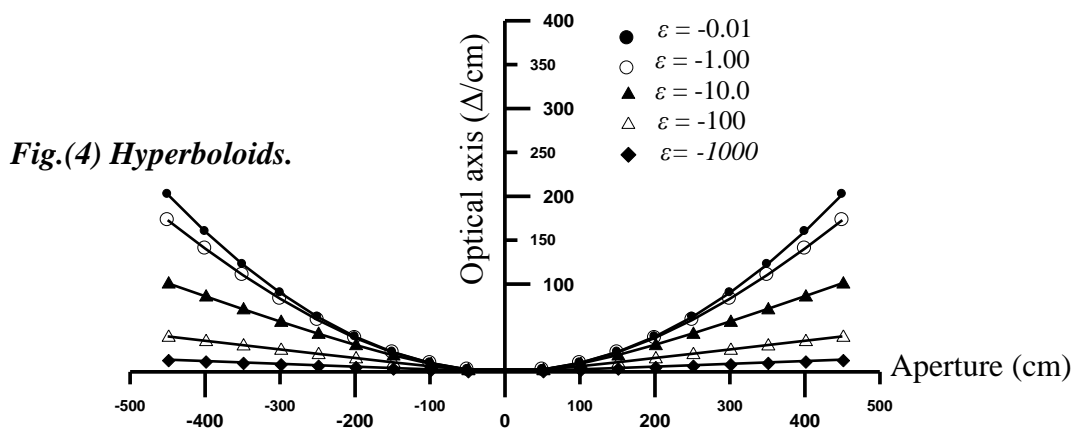 Fig.(4) Hyperboloids.
Optical axis (Δ/cm)
400
350
400
250
200
150
100
ε = -0.01
ε = -1.00
ε = -10.0
ε = -100
ε= -1000
Aperture (cm)
-500
-400
-300
-200
-100
0
100
200
300
400
500